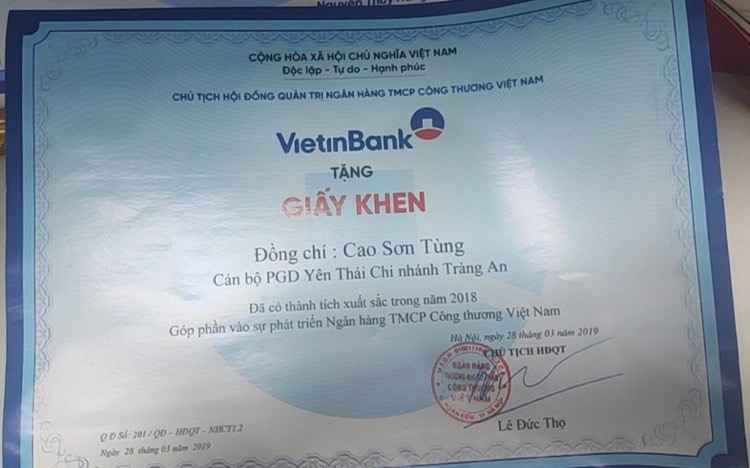 CỘNG HÒA XÃ HỘI CHỦ NGHĨA VIỆT NAM
Độc lập - Tự do - Hạnh phúc
CHỦ TỊCH HỘI ĐỒNG QUẢN TRỊ NGÂN HÀNG TMCP CÔNG THƯƠNG VIỆT NAM
VietinBank
TẶNG
GIẤY KHEN
Đồng chí : Cao Sơn Tùng
Cán bộ PGD Yên Thái Chi nhánh Tràng An
Đã có thành tích xuất sắc trong năm 2018
Góp phần vào sự phát triển Ngân hàng TMCP Công thương Việt Nam
Hà Nội, ngày 28 tháng 03 năm 2019
CHỦ TỊCH HĐQT
NGÂN HÀNG
THƯƠNG MẠI CỔ PHẦN
CÔNG THƯƠNG
VIỆT NAM
Lê Đức Thọ
Q Đ Số: 201 / QĐ - HĐQT - NHCT1.2
Ngày 28 tháng 03 năm 2019